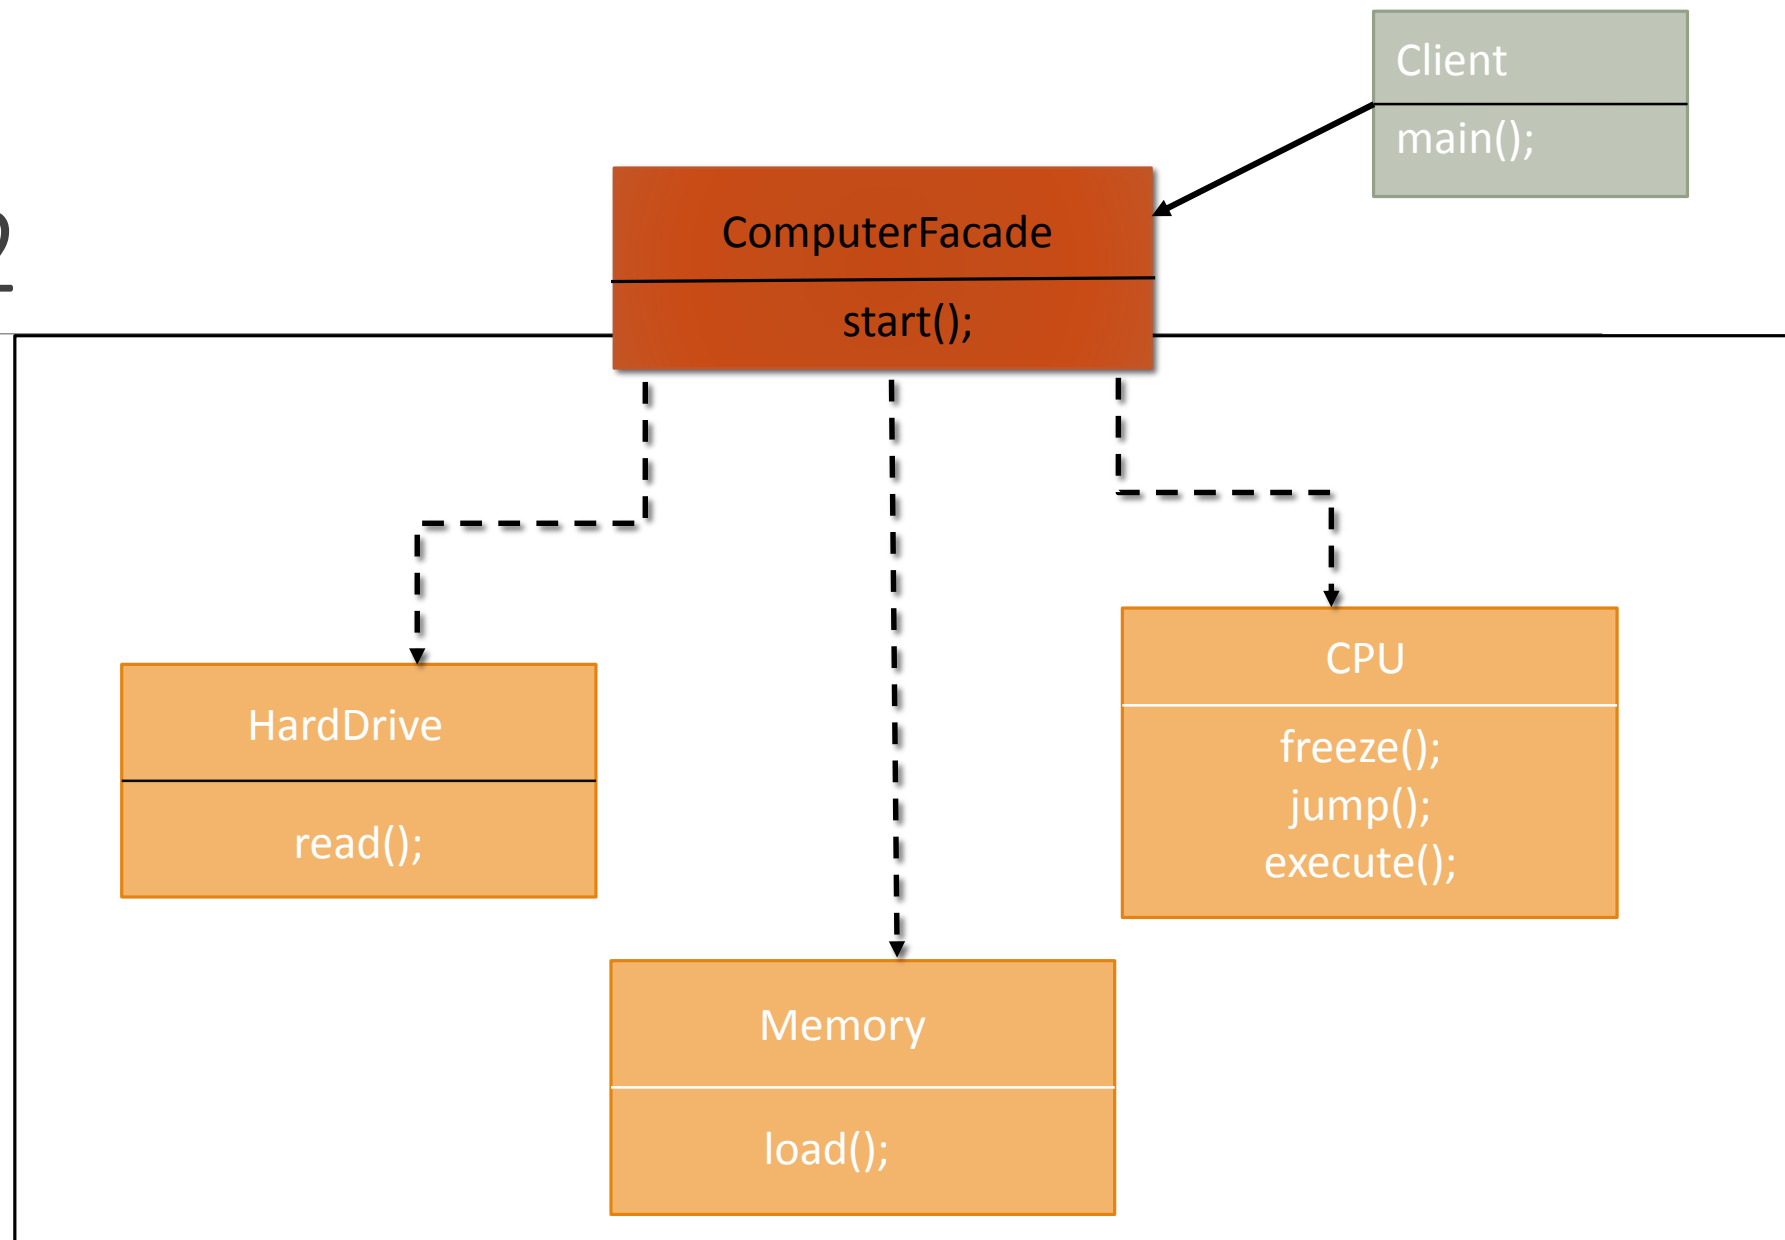 Client
main();
ComputerFacade
start();
CPU
freeze();
jump();
execute();
HardDrive
read();
Memory
load();